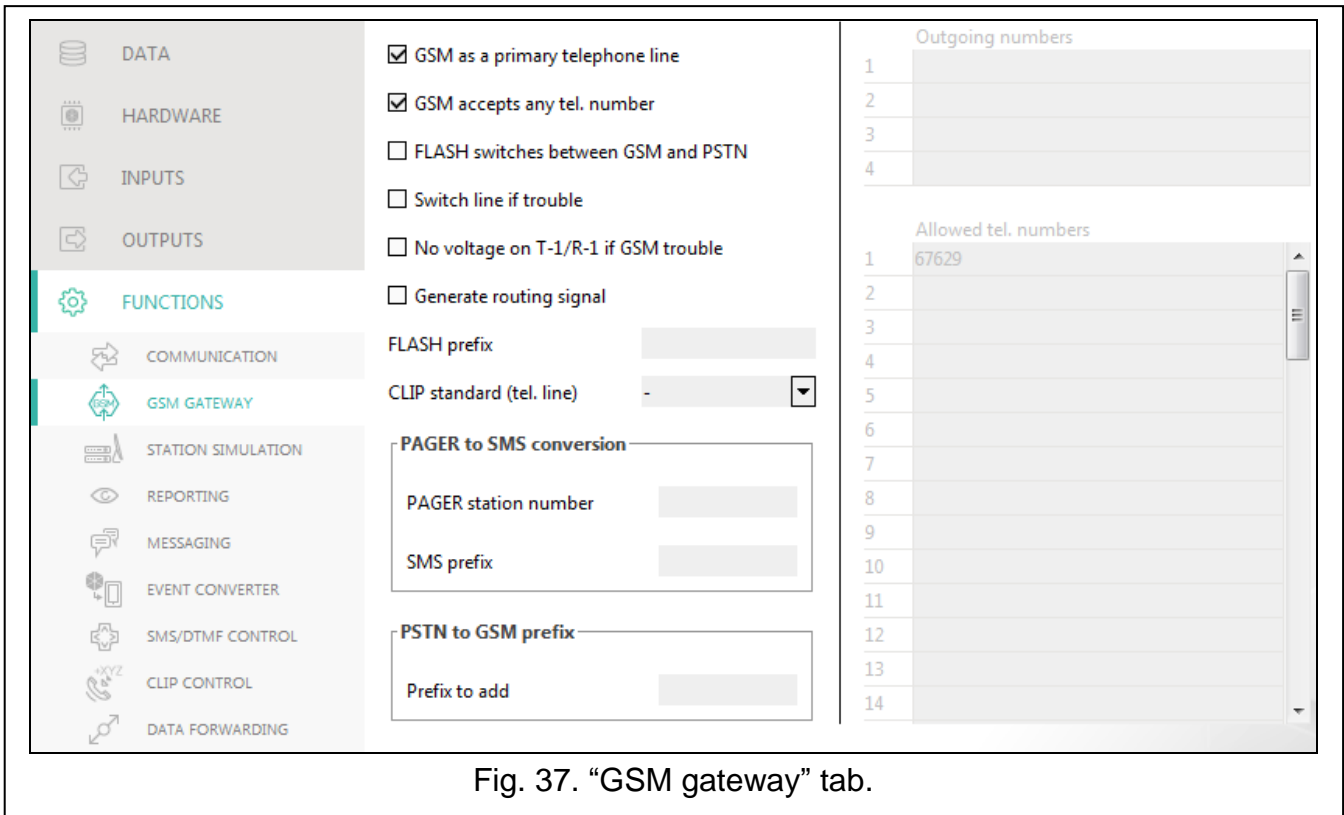 DATA
HARDWARE
INPUTS
OUTPUTS
FUNCTIONS
COMMUNICATION
GSM
GSM GATEWAY
STATION SIMULATION
REPORTING
MESSAGING
EVENT CONVERTER
SMS/DTMF CONTROL
+XYZ
CLIP CONTROL
DATA FORWARDING
GSM as a primary telephone line
GSM accepts any tel. number
FLASH switches between GSM and PSTN
Switch line if trouble
No voltage on T-1/R-1 if GSM trouble
Generate routing signal
FLASH prefix
CLIP standard (tel. line) -
PAGER to SMS conversion
PAGER station number
SMS prefix
PSTN to GSM prefix
Prefix to add
Outgoing numbers
1
2
3
4
Allowed tel. numbers
1 67629
2
3
4
5
6
7
8
9
10
11
12
13
14
Fig. 37. “GSM gateway” tab.